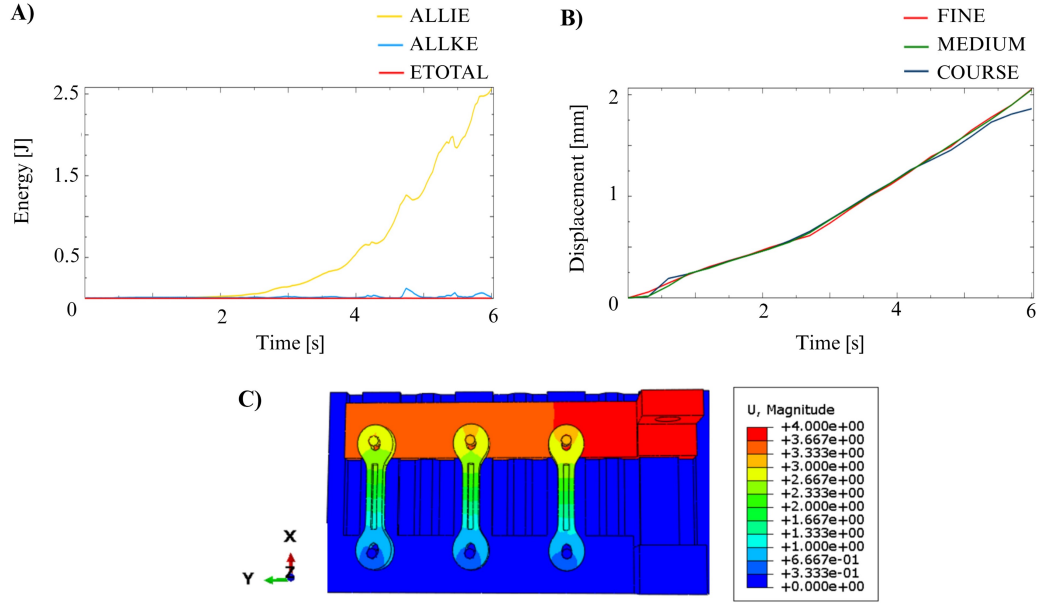 A)
ALLIE
ALLKE
ETOTAL
2.5
1.5
0.5
0
2
4
6
Energy [J]
Time [s]
B)
FINE
MEDIUM
COURSE
2
1
0
2
4
6
Displacement [mm]
Time [s]
C)
X
Y
Z
U, Magnitude
+4.000e+00
+3.667e+00
+3.333e+00
+3.000e+00
+2.667e+00
+2.333e+00
+2.000e+00
+1.667e+00
+1.333e+00
+1.000e+00
+6.667e-01
+3.333e-01
+0.000e+00